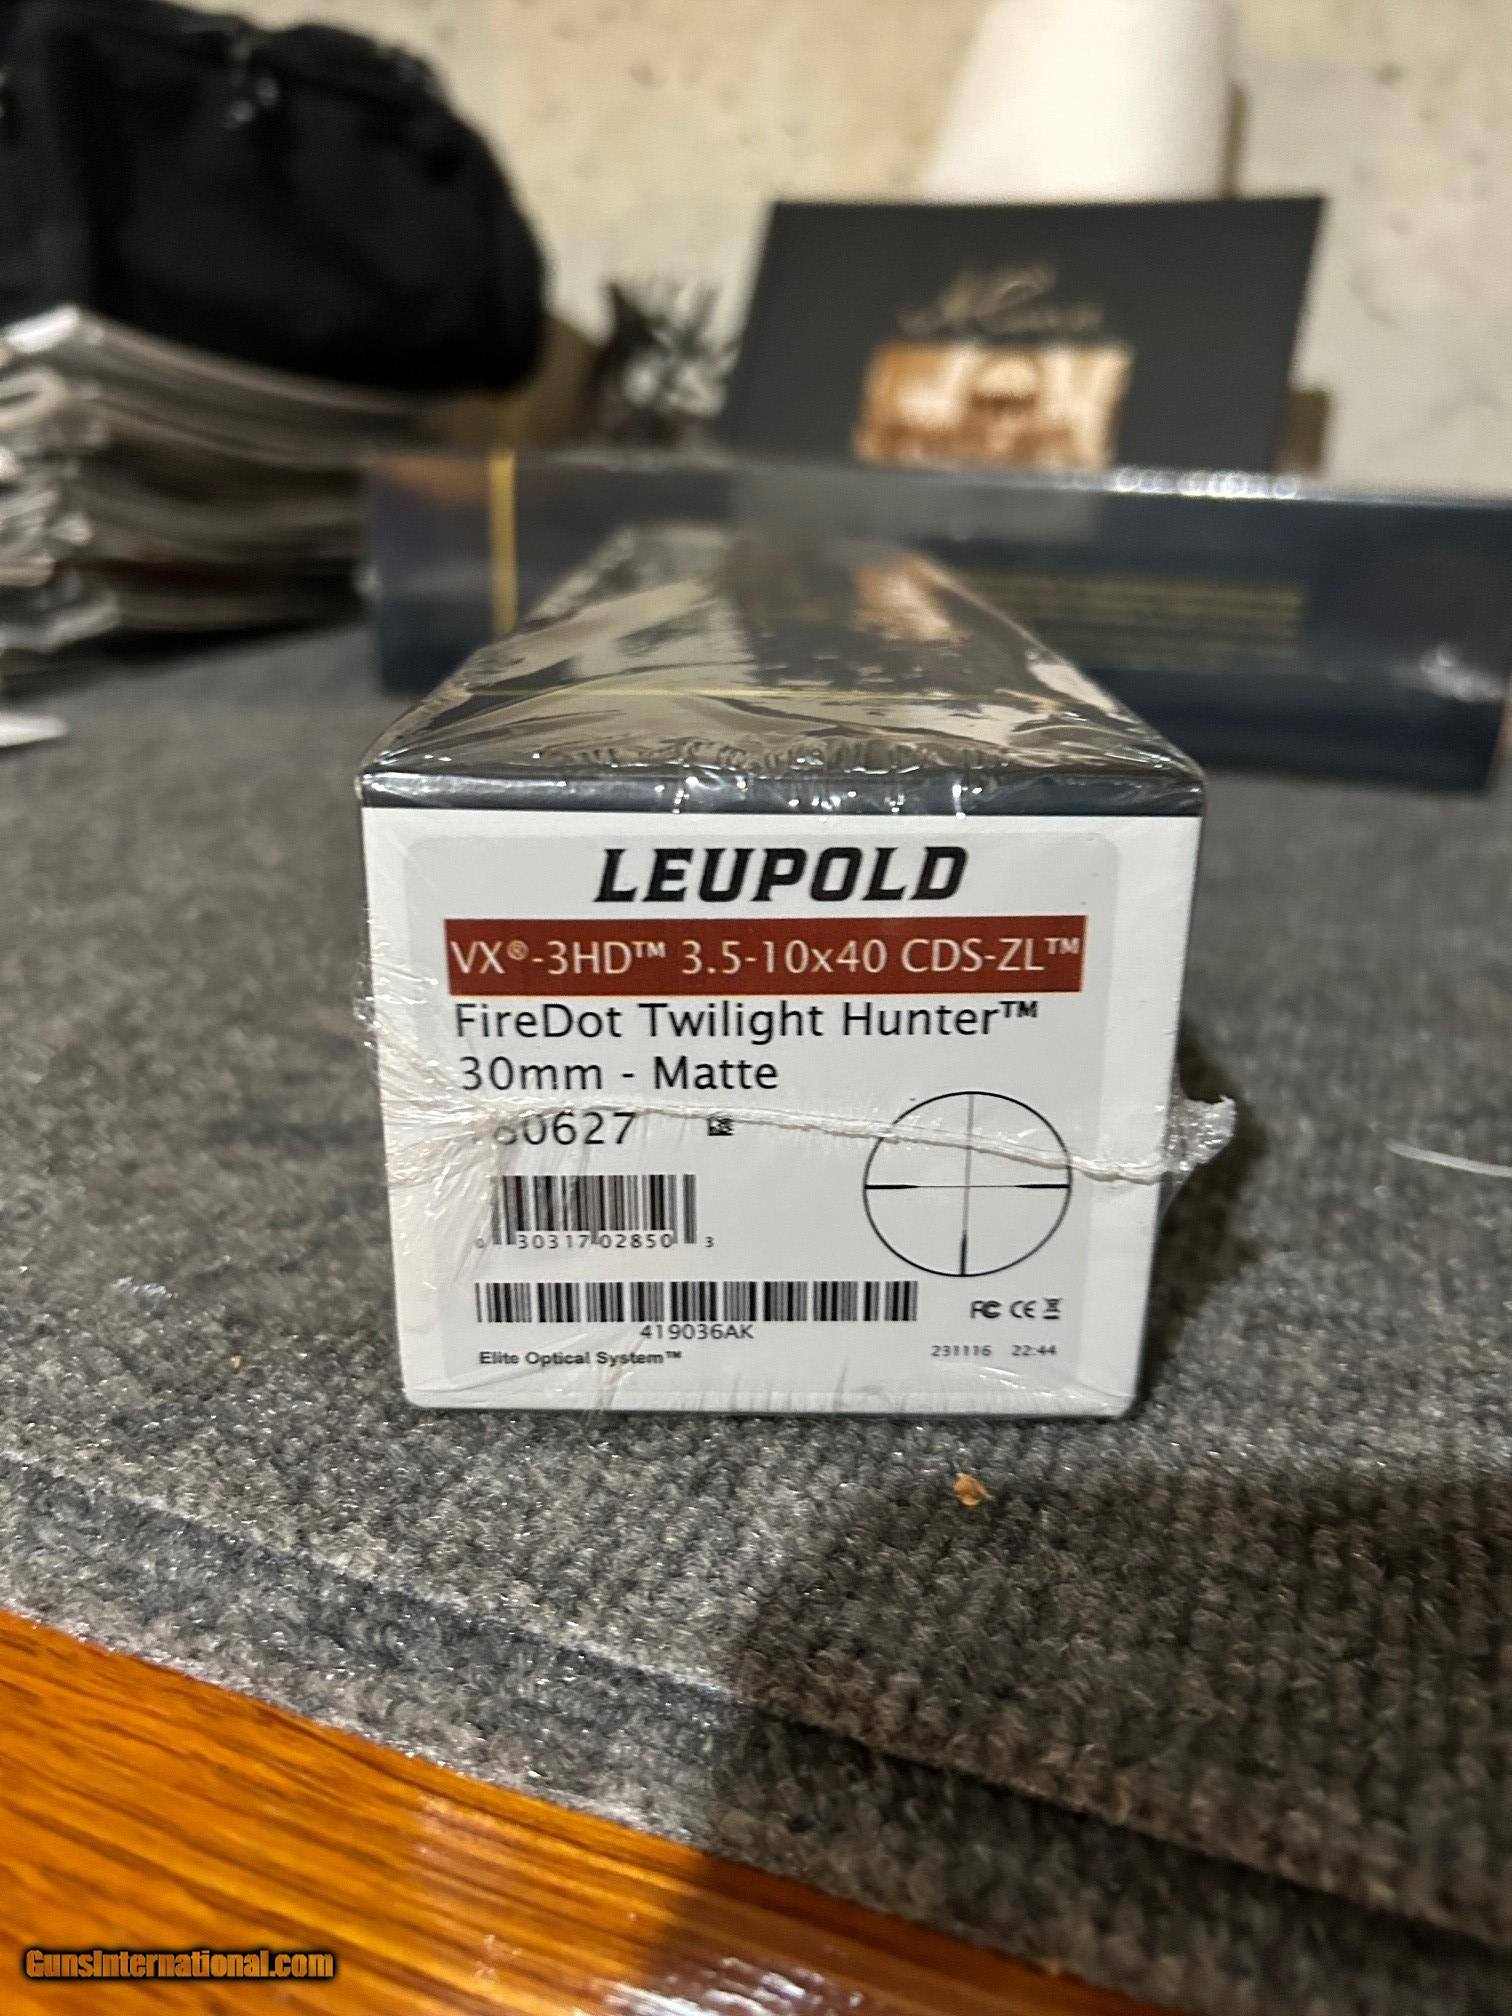 LEUPOLD
VX®-3HD™ 3.5-10x40 CDS-ZL™
FireDot Twilight Hunter™
30mm - Matte
180627
0 30317 02850 3
419036AK
FC CE
Elite Optical System™
231116 22:44
GunsInternational.com